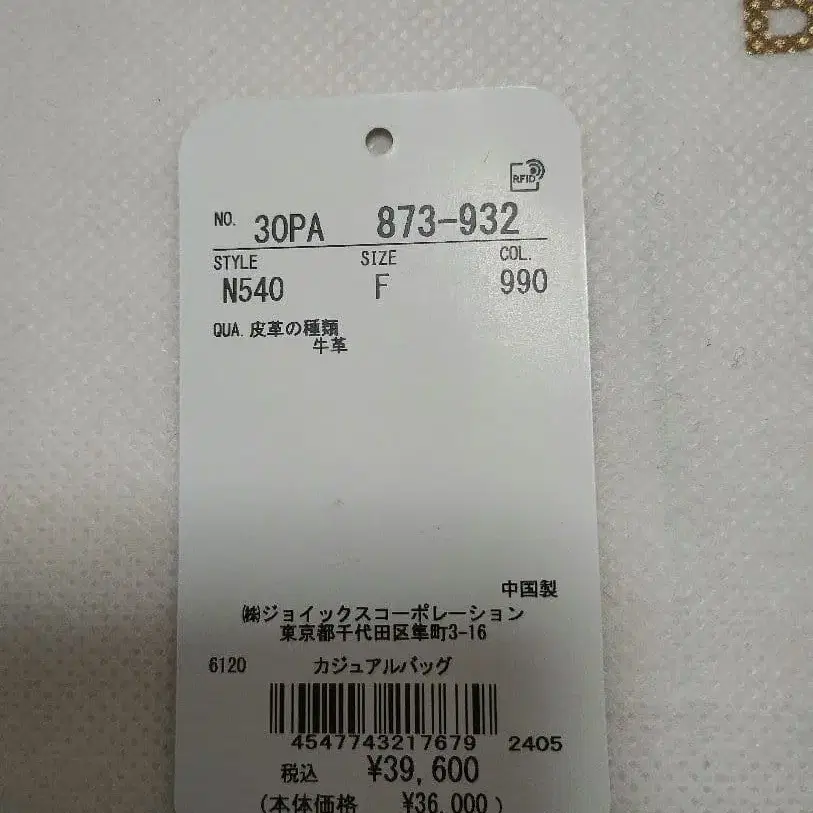 B
RFID
NO. 30PA 873-932
STYLE SIZE COL.
N540 F 990
QUA. 皮革の種類
牛革
中国製
㈱ジョイックスコーポレーション
東京都千代田区隼町3-16
6120 カジュアルバッグ
4547743217679 2405
税込 ¥39,600
(本体価格 ¥36,000)